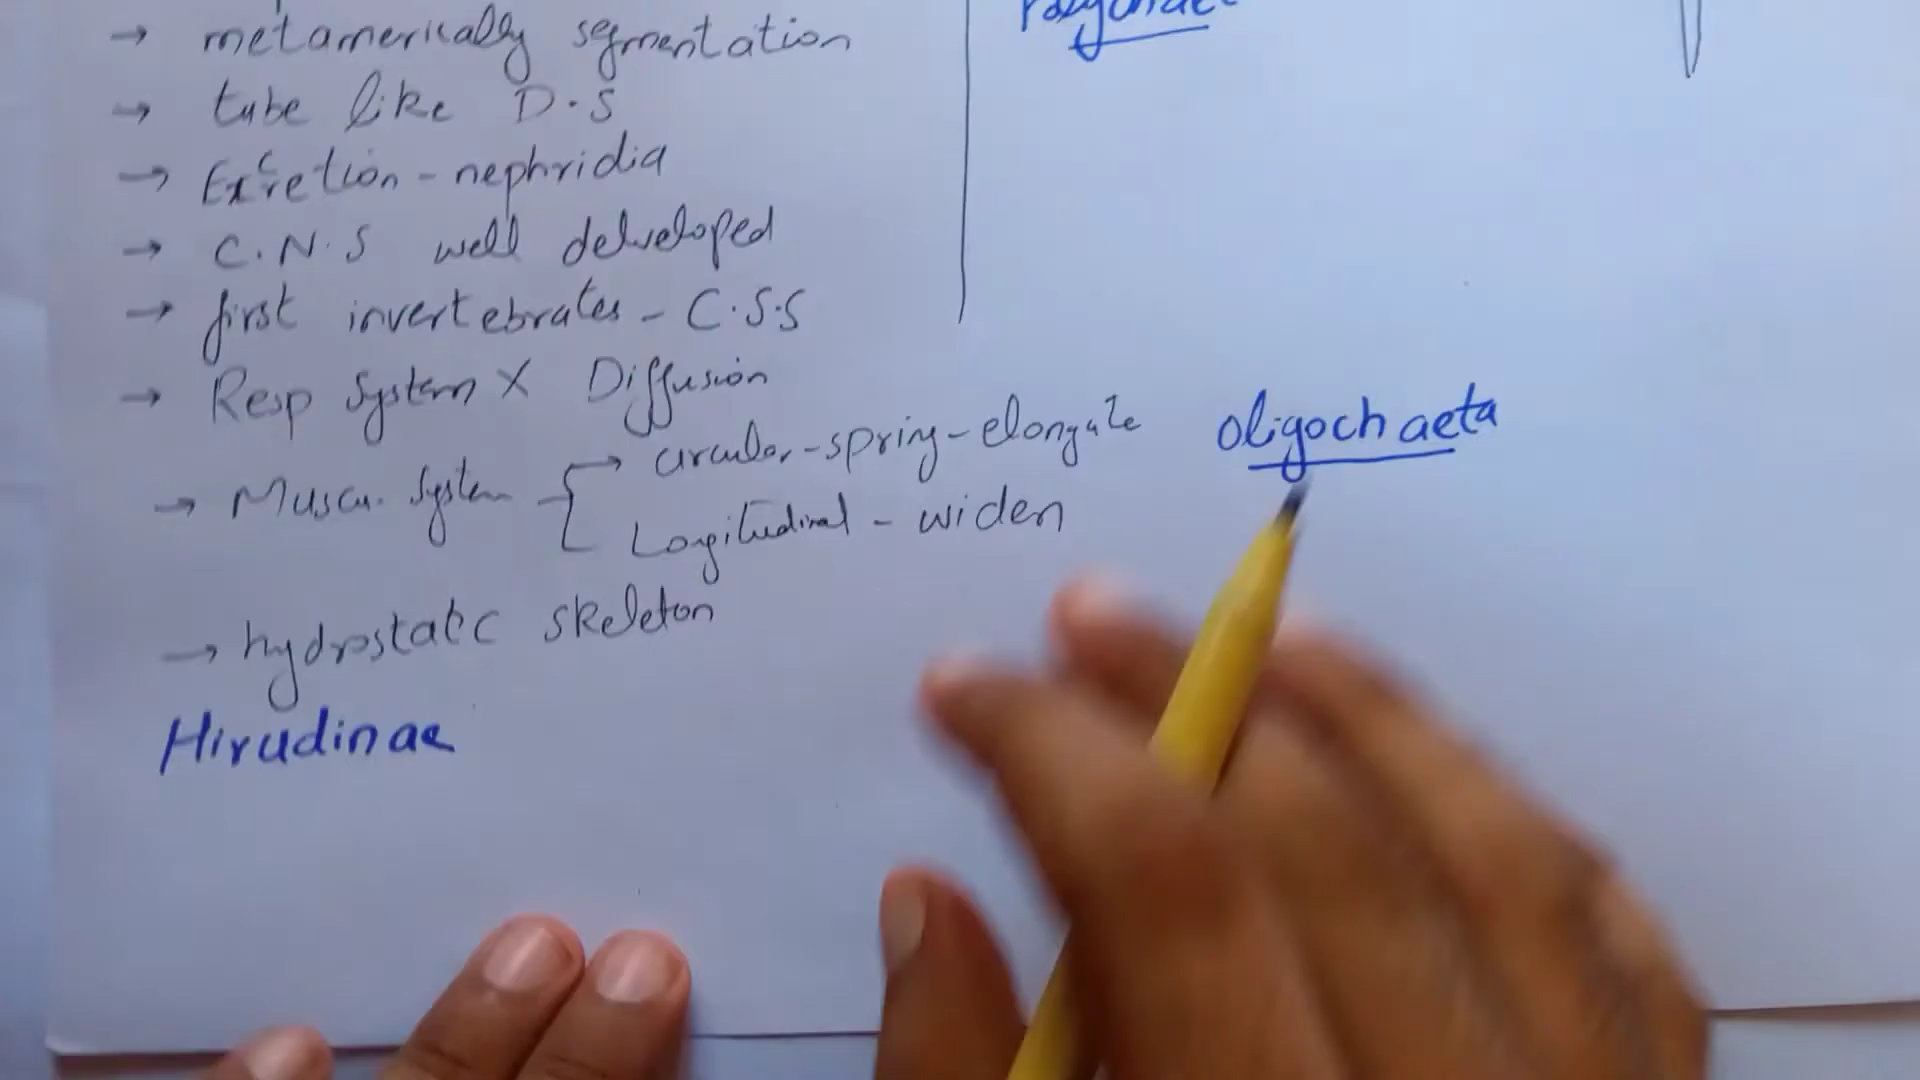 → metamerically segmentation
→ tube like D.S
→ Excretion - nephridia
→ C.N.S well delveloped
→ first invertebrates - C.S.S
→ Resp System X Diffusion
→ Muscu. System → circular - spring - elongate
Longitudinal - widen
→ hydrostatic skeleton
Hirudinae
oligochaeta